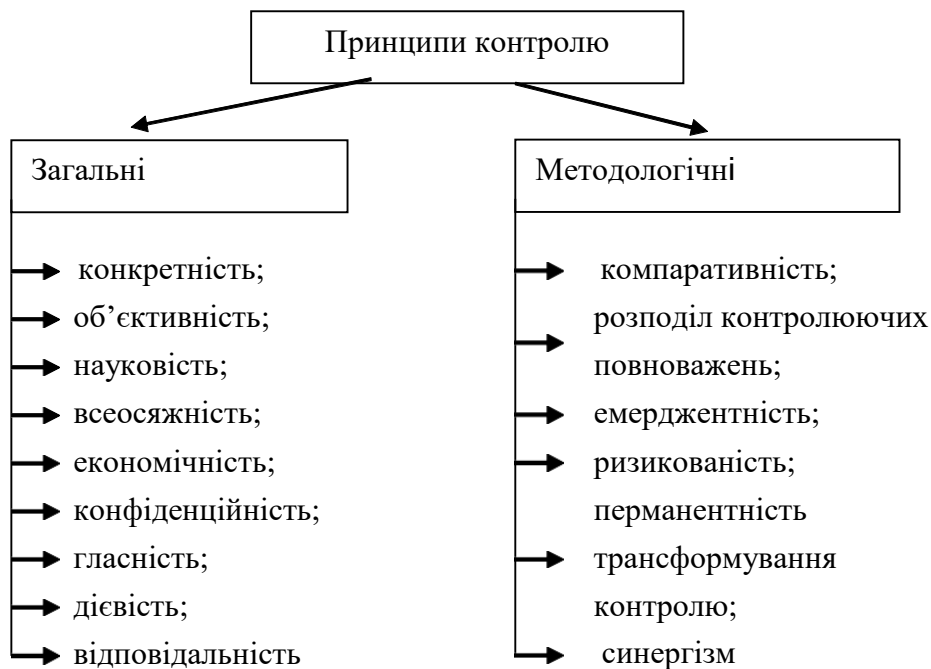 Принципи контролю
Загальні
конкретність;
об’єктивність;
науковість;
всеосяжність;
економічність;
конфіденційність;
гласність;
дієвість;
відповідальність
Методологічні
компаративність;
розподіл контролюючих
повноважень;
емерджентність;
ризикованість;
перманентність
трансформування
контролю;
синергізм